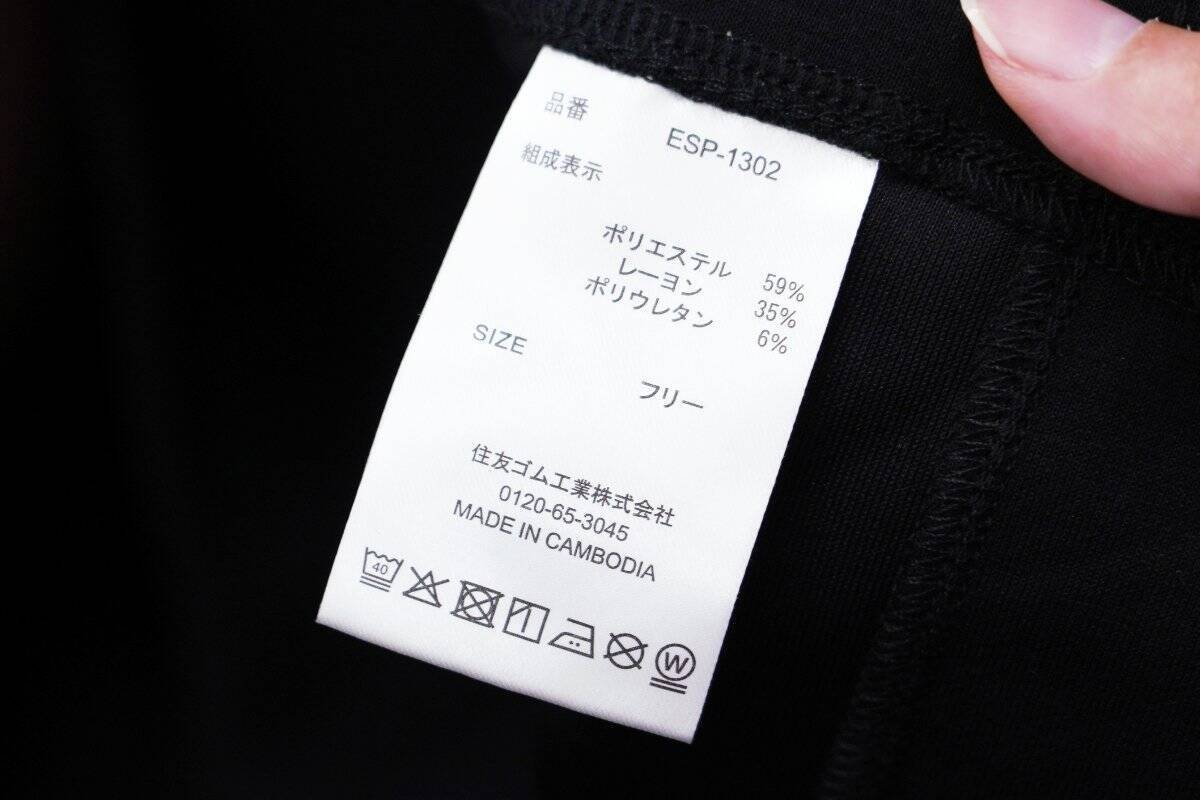 品番
ESP-1302
組成表示
ポリエステル 59%
レーヨン 35%
ポリウレタン 6%
SIZE
フリー
住友ゴム工業株式会社
0120-65-3045
MADE IN CAMBODIA
40
W